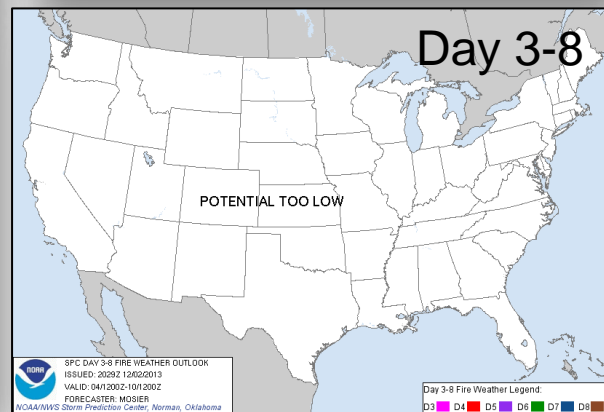 Day 3-8
POTENTIAL TOO LOW
NOAA
SPC DAY 3-8 FIRE WEATHER OUTLOOK
ISSUED: 2029Z 12/02/2013
VALID: 04/1200Z-10/1200Z
FORECASTER: MOSIER
NOAA/NWS Storm Prediction Center, Norman, Oklahoma
Day 3-8 Fire Weather Legend:
D3 D4 D5 D6 D7 D8